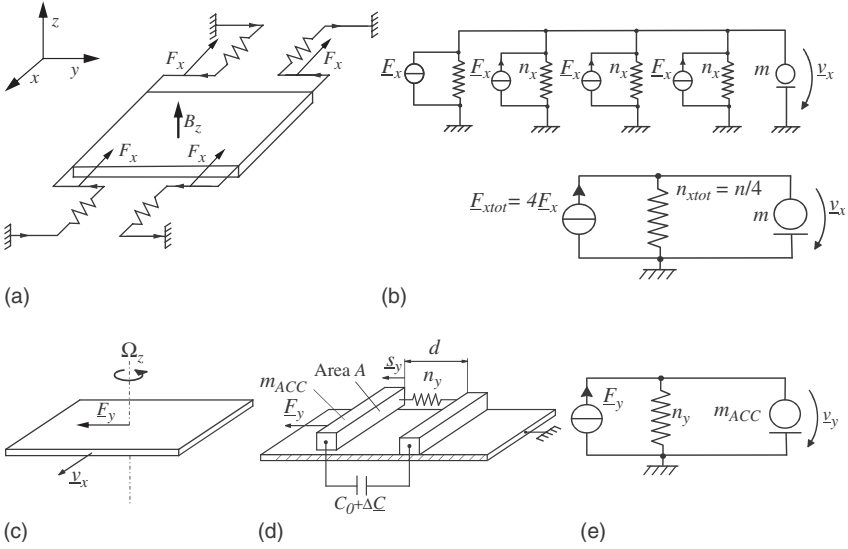 (a)
z
x
y
F_x
F_x
B_z
F_x
F_x
(b)
F_x
F_x n_x
F_x n_x
F_x n_x
m
v_x
F_xtot = 4F_x
n_xtot = n/4
m
v_x
(c)
Ω_z
F_y
v_x
(d)
m_ACC
Area A
s_y
d
n_y
F_y
C_0+ΔC
(e)
F_y
n_y
m_ACC
v_y